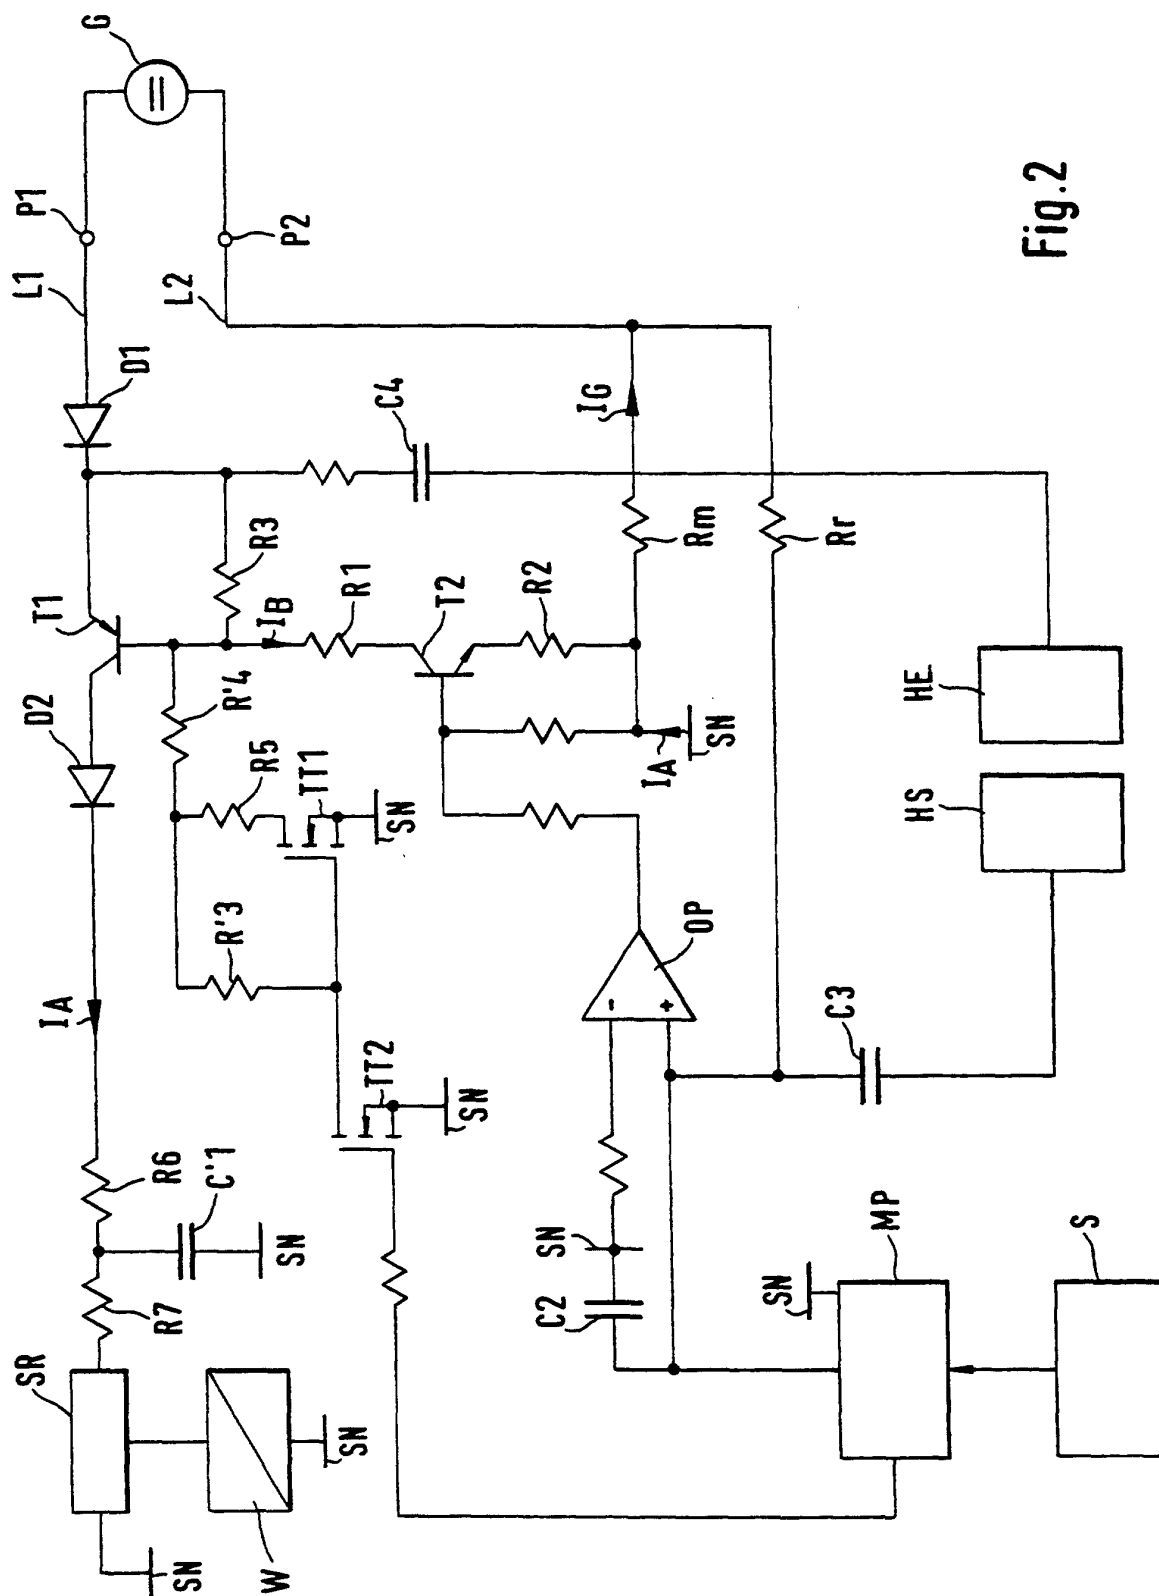 G
P1
P2
L1
L2
D1
C4
IG
T1
R3
IB
R1
T2
R2
Rm
Rr
D2
R'4
R5
TT1
SN
IA
SN
HE
HS
IA
R'3
OP
-
+
TT2
SN
C3
R6
C'1
SN
R7
SN
C2
SN
MP
S
SR
SN
W
SN
Fig.2